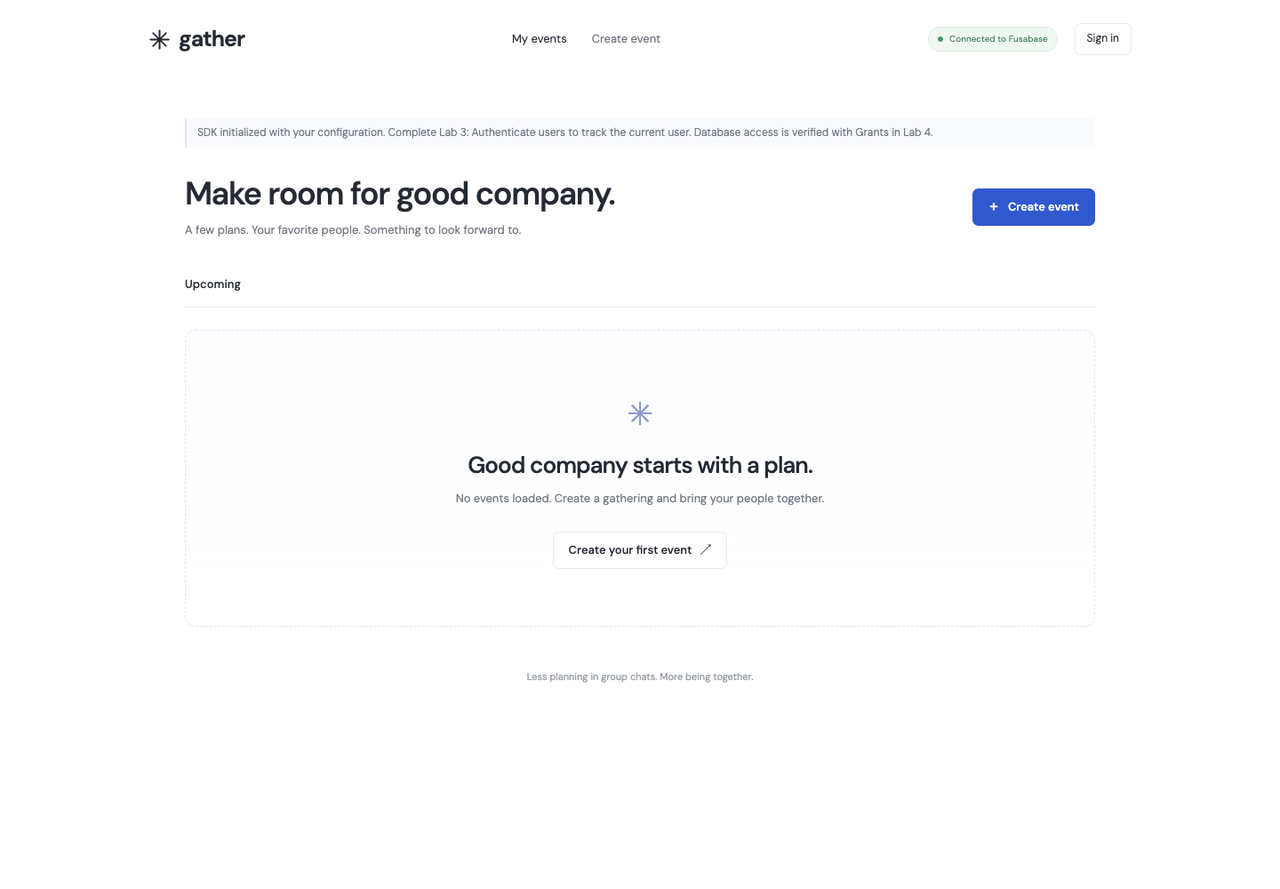 gather
My events
Create event
Connected to Fusabase
Sign in
SDK initialized with your configuration. Complete Lab 3: Authenticate users to track the current user. Database access is verified with Grants in Lab 4.
Make room for good company.
A few plans. Your favorite people. Something to look forward to.
+ Create event
Upcoming
Good company starts with a plan.
No events loaded. Create a gathering and bring your people together.
Create your first event
Less planning in group chats. More being together.